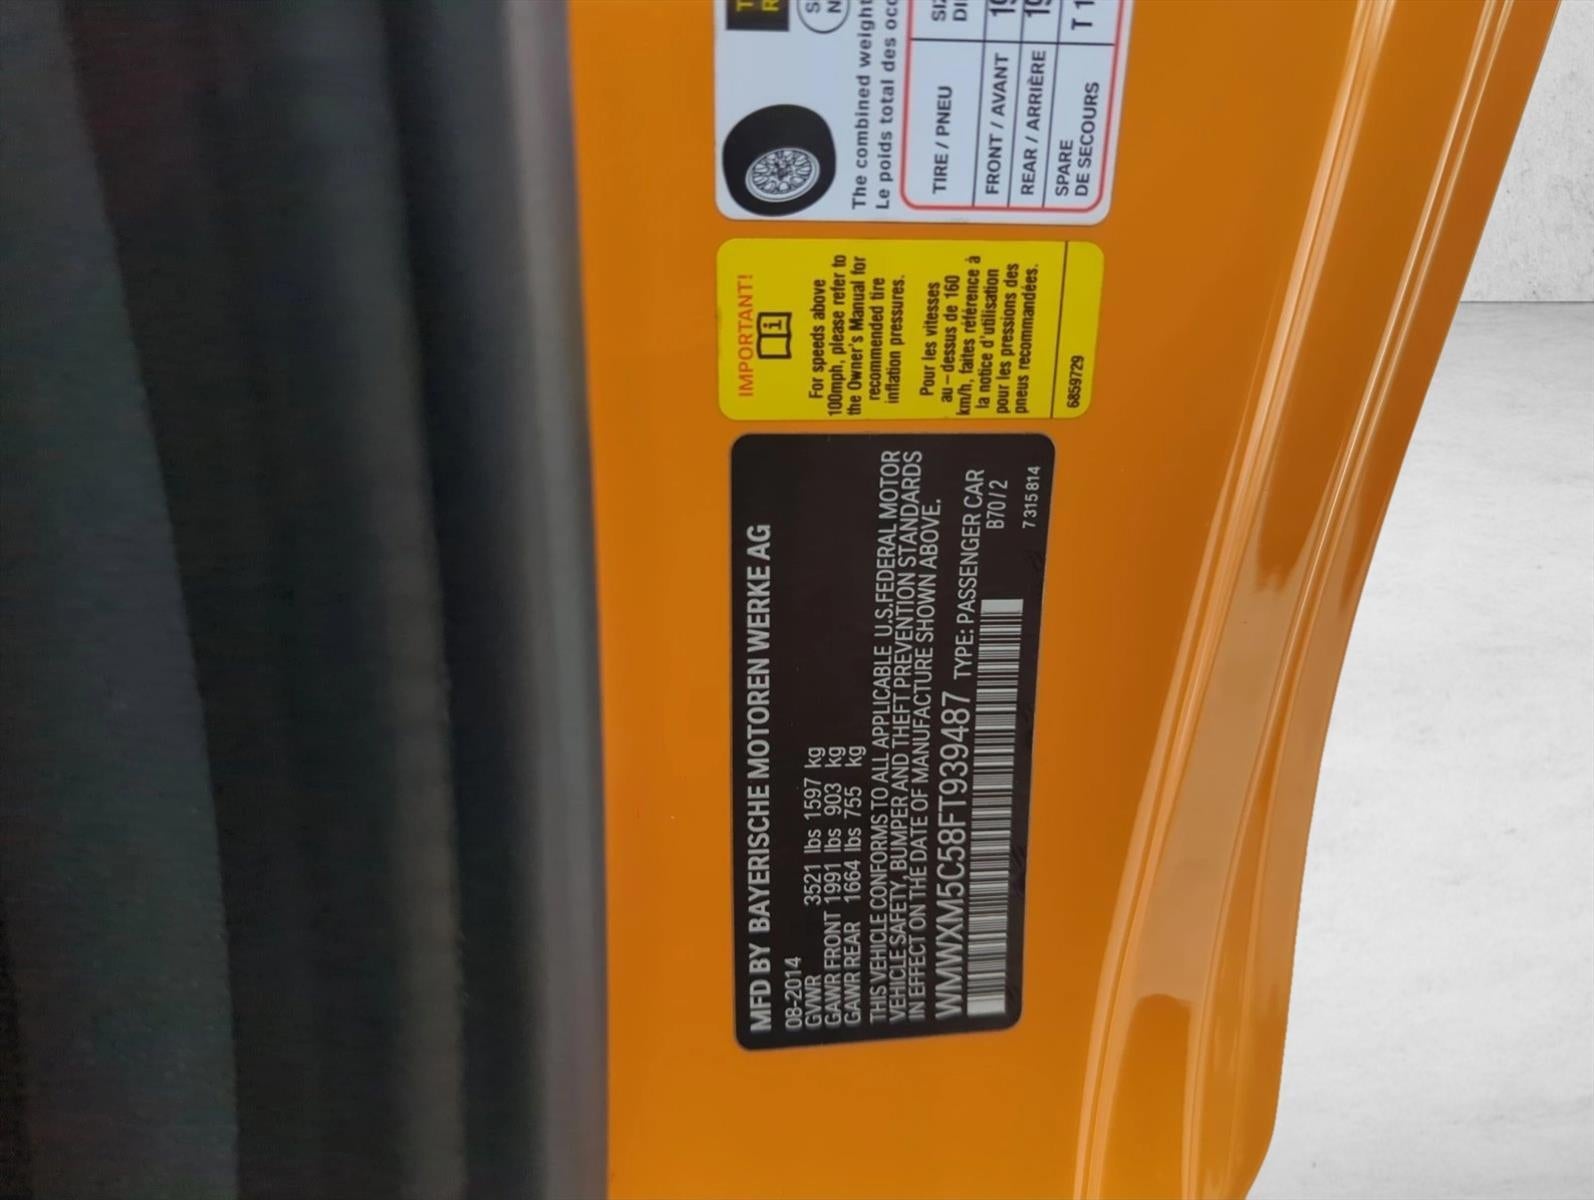 MFD BY BAYERISCHE MOTOREN WERKE AG
08-2014
GVWR 3521 lbs 1597 kg
GAWR FRONT 1991 lbs 903 kg
GAWR REAR 1664 lbs 755 kg
THIS VEHICLE CONFORMS TO ALL APPLICABLE U.S.FEDERAL MOTOR
VEHICLE SAFETY, BUMPER AND THEFT PREVENTION STANDARDS
IN EFFECT ON THE DATE OF MANUFACTURE SHOWN ABOVE.
WMWXM5C58FT939487 TYPE: PASSENGER CAR
B70/2
7 315 814
IMPORTANT!
i
For speeds above
100mph, please refer to
the Owner's Manual for
recommended tire
inflation pressures.
Pour les vitesses
au – dessus de 160
km/h, faites référence à
la notice d'utilisation
pour les pressions des
pneus recommandées.
6859729
The combined weight
Le poids total des
TIRE / PNEU
FRONT / AVANT
REAR / ARRIÈRE
SPARE
DE SECOURS